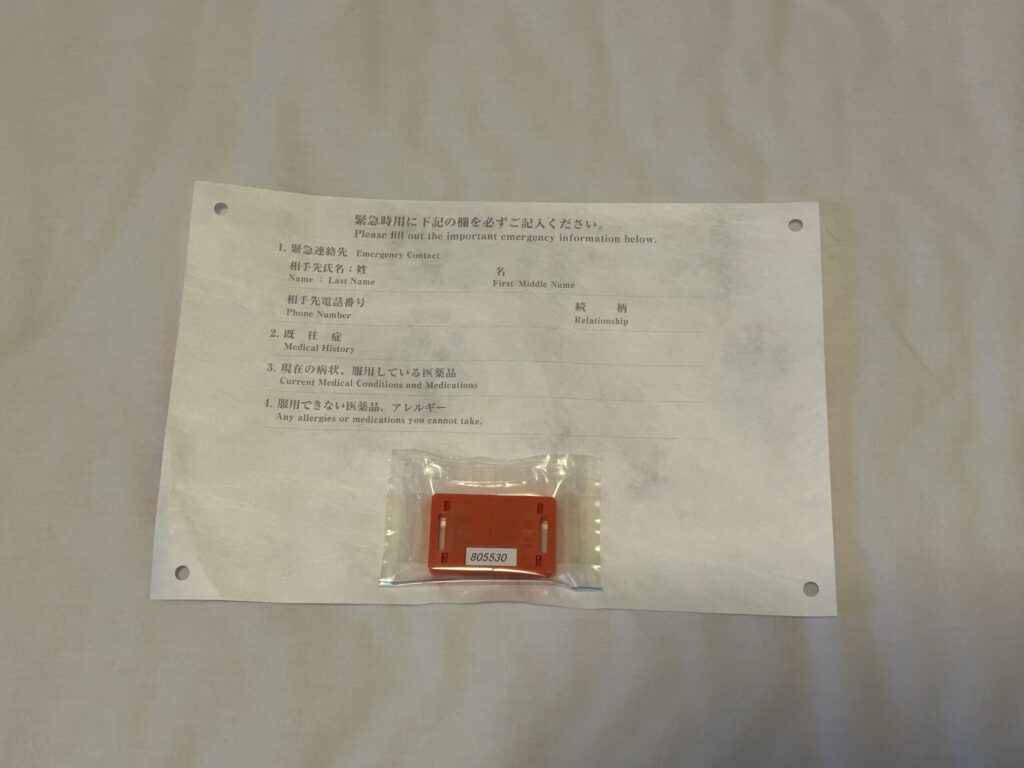 緊急時用に下記の欄を必ずご記入ください。
Please fill out the important emergency information below.
1. 緊急連絡先 Emergency Contact
相手先氏名：姓 名
Name : Last Name First/Middle Name
相手先電話番号 続 柄
Phone Number Relationship
2. 既 往 症
Medical History
3. 現在の病状、服用している医薬品
Current Medical Conditions and Medications
4. 服用できない医薬品、アレルギー
Any allergies or medications you cannot take.
805530